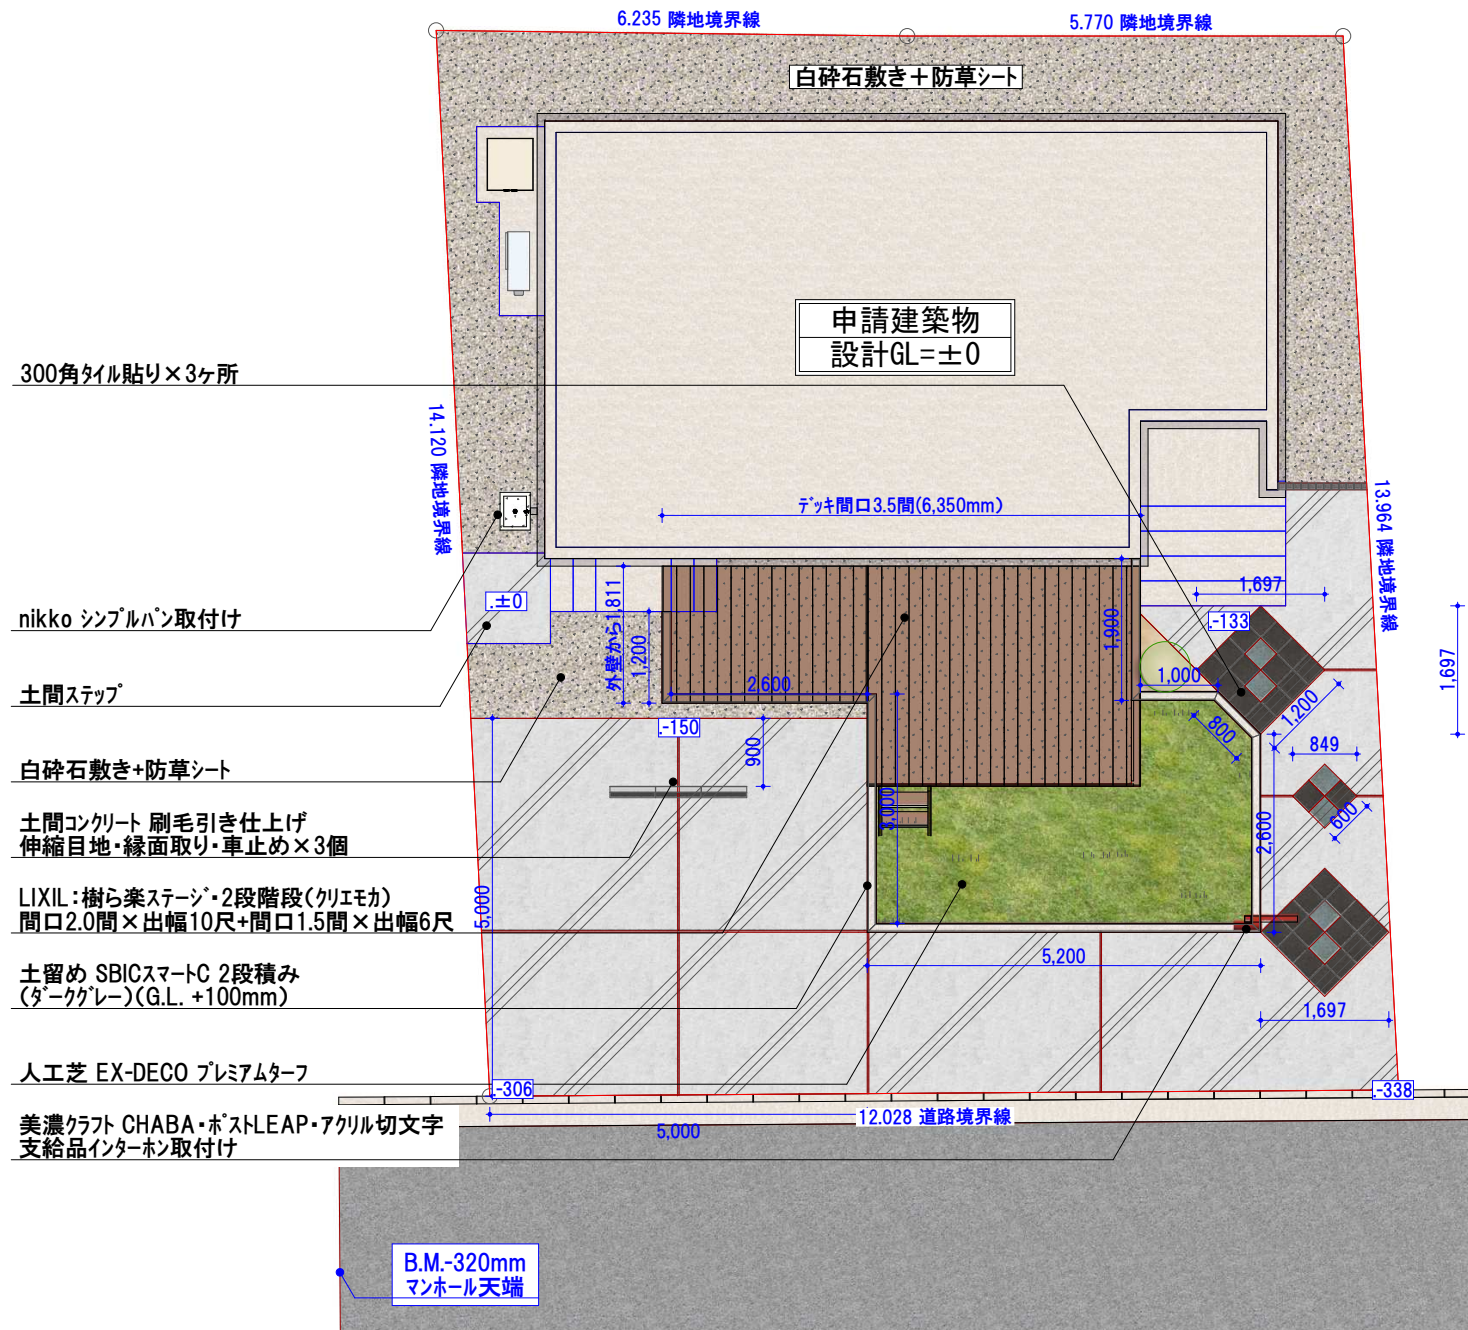 6.235 隣地境界線
5.770 隣地境界線
白砕石敷き＋防草ｼｰﾄ
申請建築物
設計GL=±0
300角ﾀｲﾙ貼り×3ヶ所
14.120 隣地境界線
13.964 隣地境界線
ﾃﾞｯｷ間口3.5間(6,350mm)
nikko ｼﾝﾌﾟﾙﾊﾟﾝ取付け
.±0
外壁から1,811
1,200
1,900
1,697
.-133
1,697
土間ｽﾃｯﾌﾟ
2,600
1,000
1,200
.-150
900
800
849
白砕石敷き+防草ｼｰﾄ
土間ｺﾝｸﾘｰﾄ 刷毛引き仕上げ
伸縮目地・縁面取り・車止め×3個
3,000
600
2,600
LIXIL：樹ら楽ｽﾃｰｼﾞ・2段階段(ｸﾘｴﾓｶ)
間口2.0間×出幅10尺+間口1.5間×出幅6尺
5,000
土留め SBICｽﾏｰﾄC 2段積み
(ﾀﾞｰｸｸﾞﾚｰ)(G.L. +100mm)
5,200
1,697
人工芝 EX-DECO ﾌﾟﾚﾐｱﾑﾀｰﾌ
.-306
.-338
美濃ｸﾗﾌﾄ CHABA・ﾎﾟｽﾄLEAP・ｱｸﾘﾙ切文字
支給品ｲﾝﾀｰﾎﾝ取付け
12.028 道路境界線
5,000
B.M.-320mm
ﾏﾝﾎｰﾙ天端